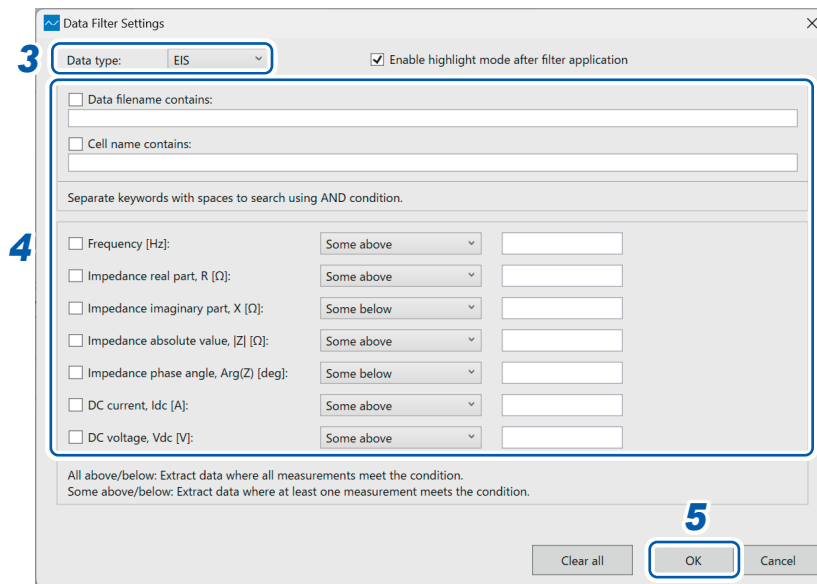 Data Filter Settings
3 Data type: EIS Enable highlight mode after filter application
Data filename contains:
Cell name contains:
Separate keywords with spaces to search using AND condition.
4
Frequency [Hz]: Some above
Impedance real part, R [Ω]: Some above
Impedance imaginary part, X [Ω]: Some below
Impedance absolute value, |Z| [Ω]: Some above
Impedance phase angle, Arg(Z) [deg]: Some below
DC current, Idc [A]: Some above
DC voltage, Vdc [V]: Some above
All above/below: Extract data where all measurements meet the condition.
Some above/below: Extract data where at least one measurement meets the condition.
5
Clear all OK Cancel